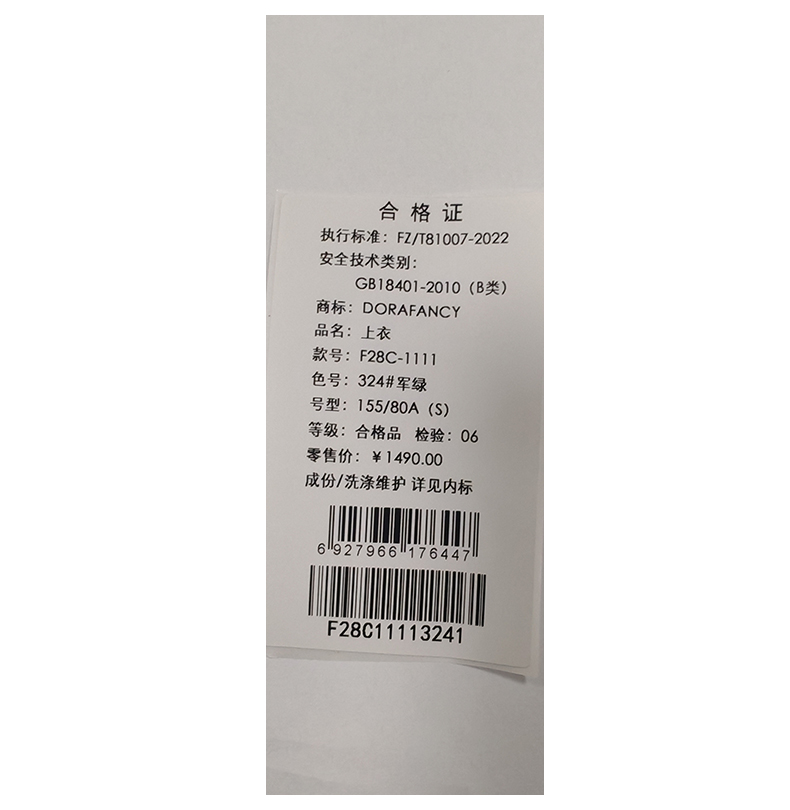 合格证
执行标准：FZ/T81007-2022
安全技术类别：
GB18401-2010（B类）
商标：DORAFANCY
品名：上衣
款号：F28C-1111
色号：324#军绿
号型：155/80A（S）
等级：合格品 检验：06
零售价：￥1490.00
成份/洗涤维护 详见内标
6 927966 176447
F28C11113241